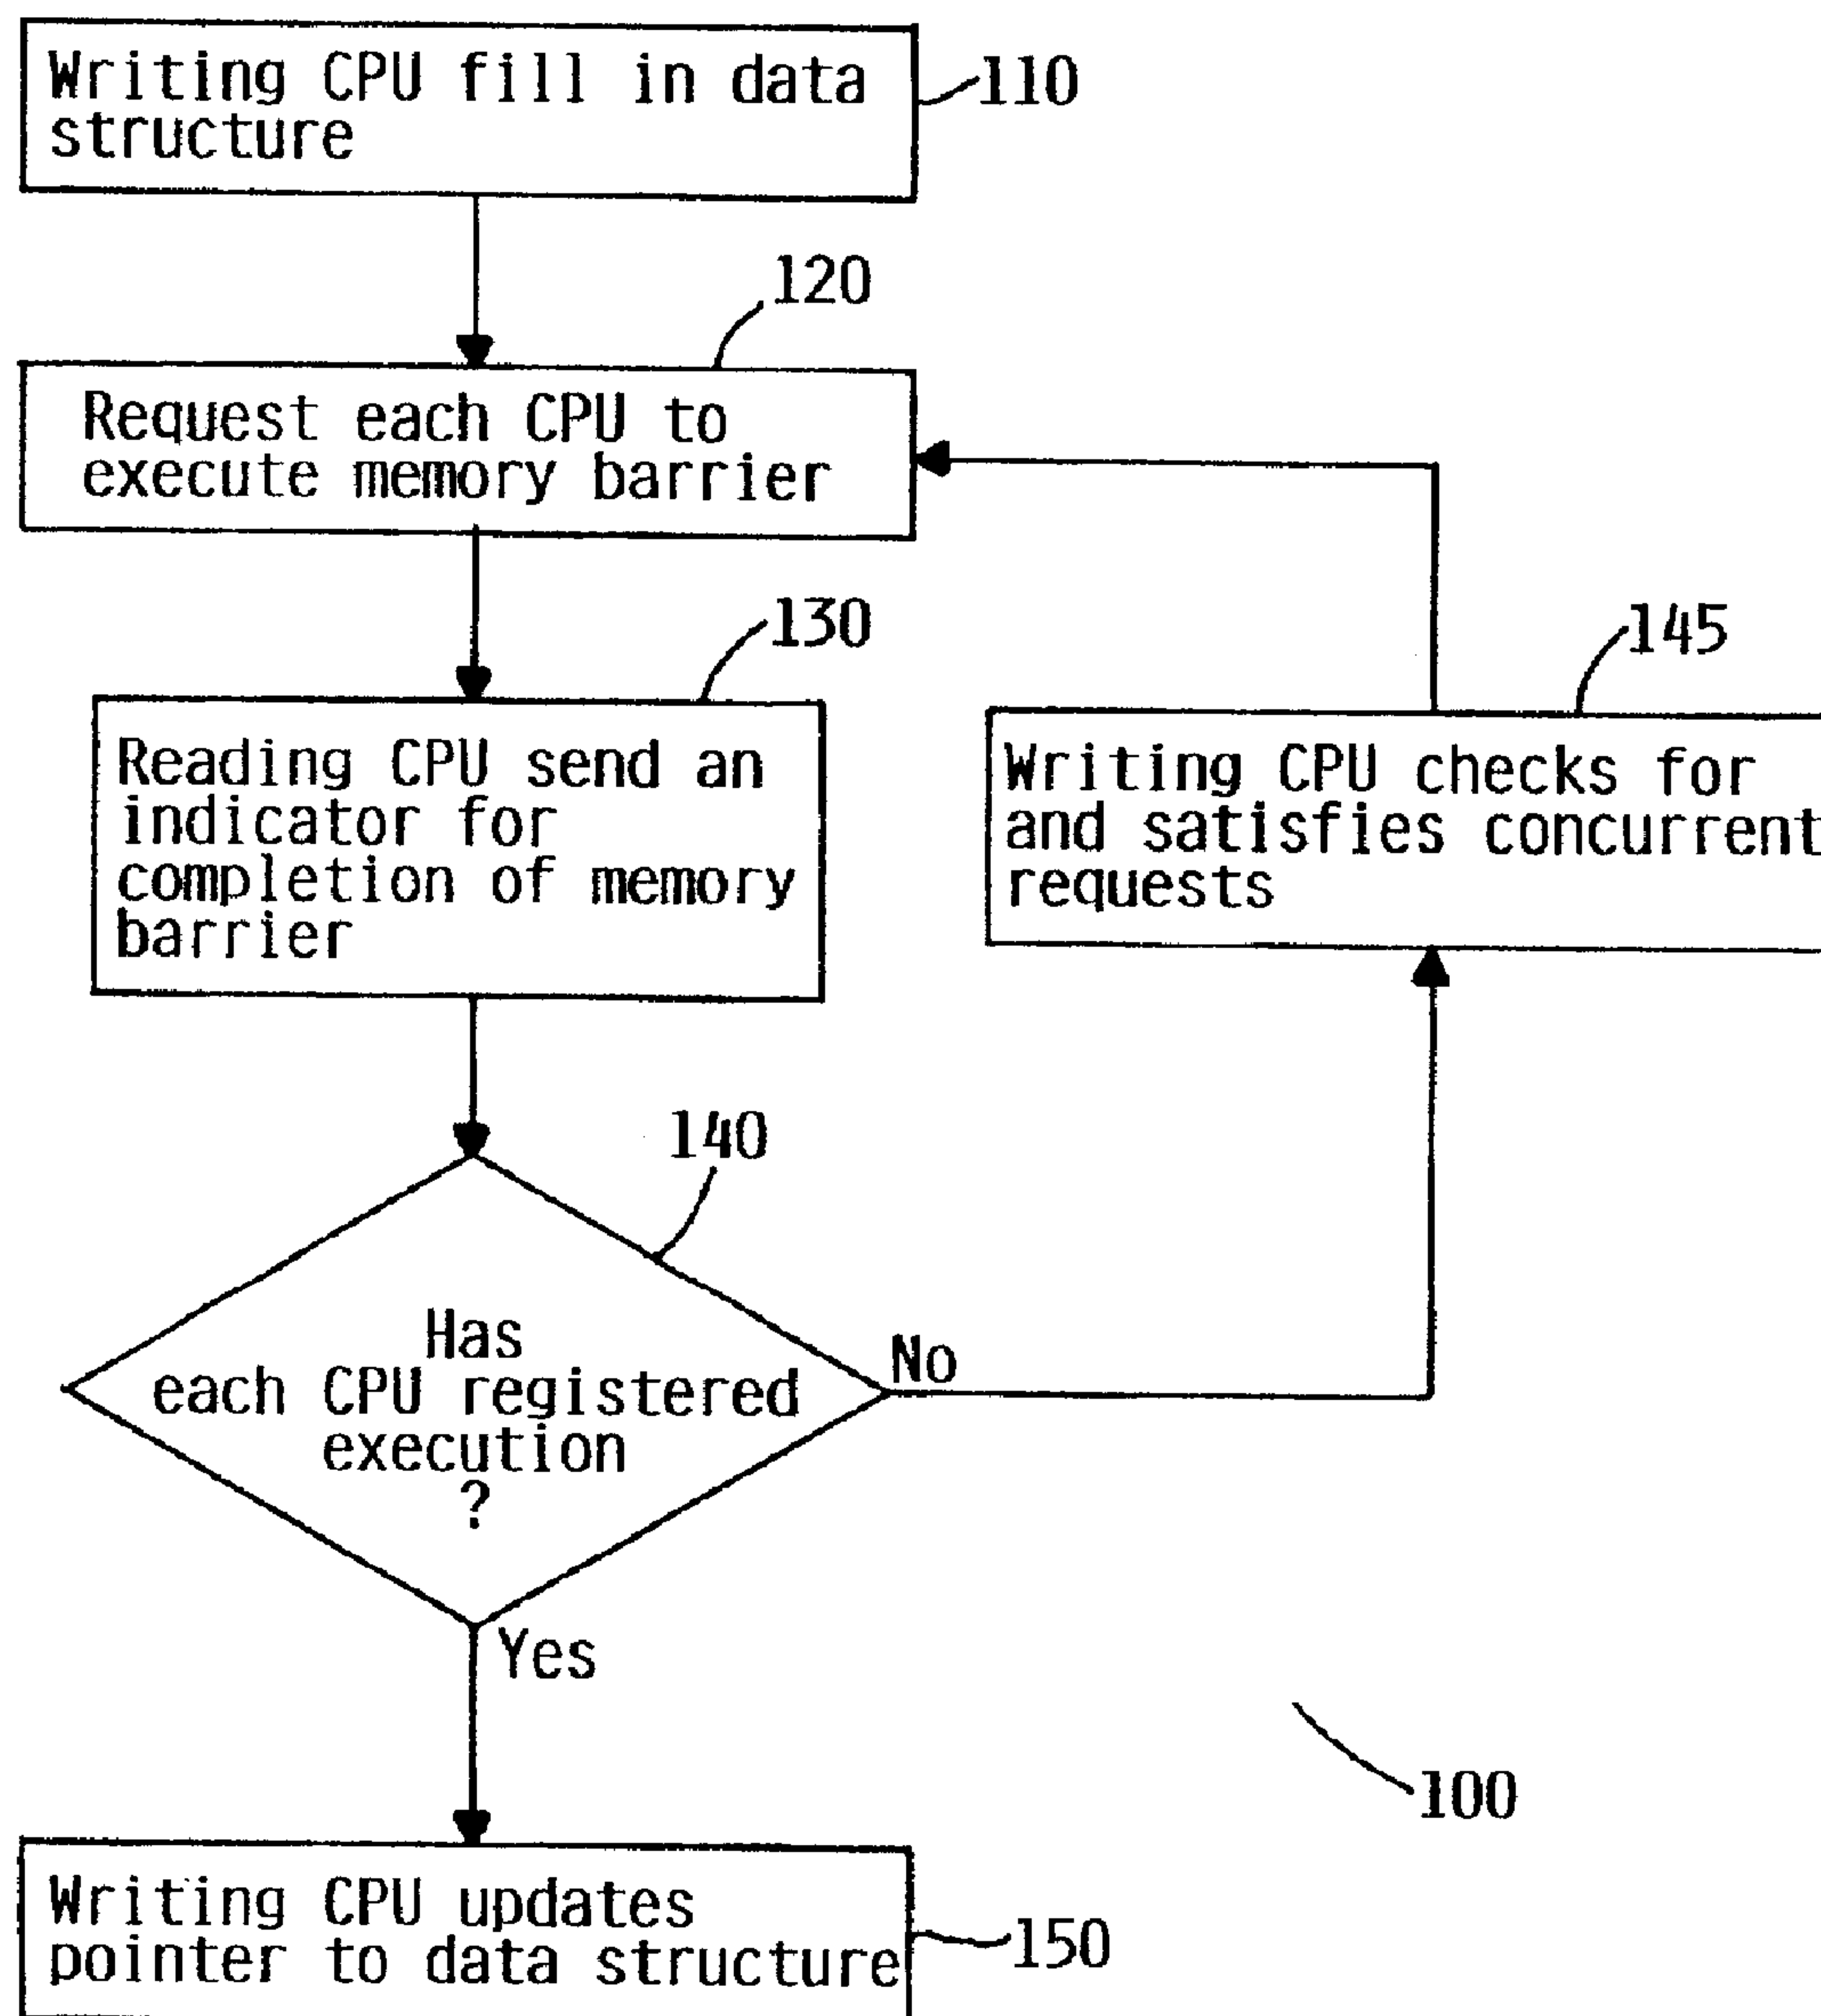 Writing CPU fill in data
structure
110
120
Request each CPU to
execute memory barrier
130
Reading CPU send an
indicator for
completion of memory
barrier
145
Writing CPU checks for
and satisfies concurrent
requests
140
Has
each CPU registered
execution
?
No
Yes
100
Writing CPU updates
pointer to data structure
150